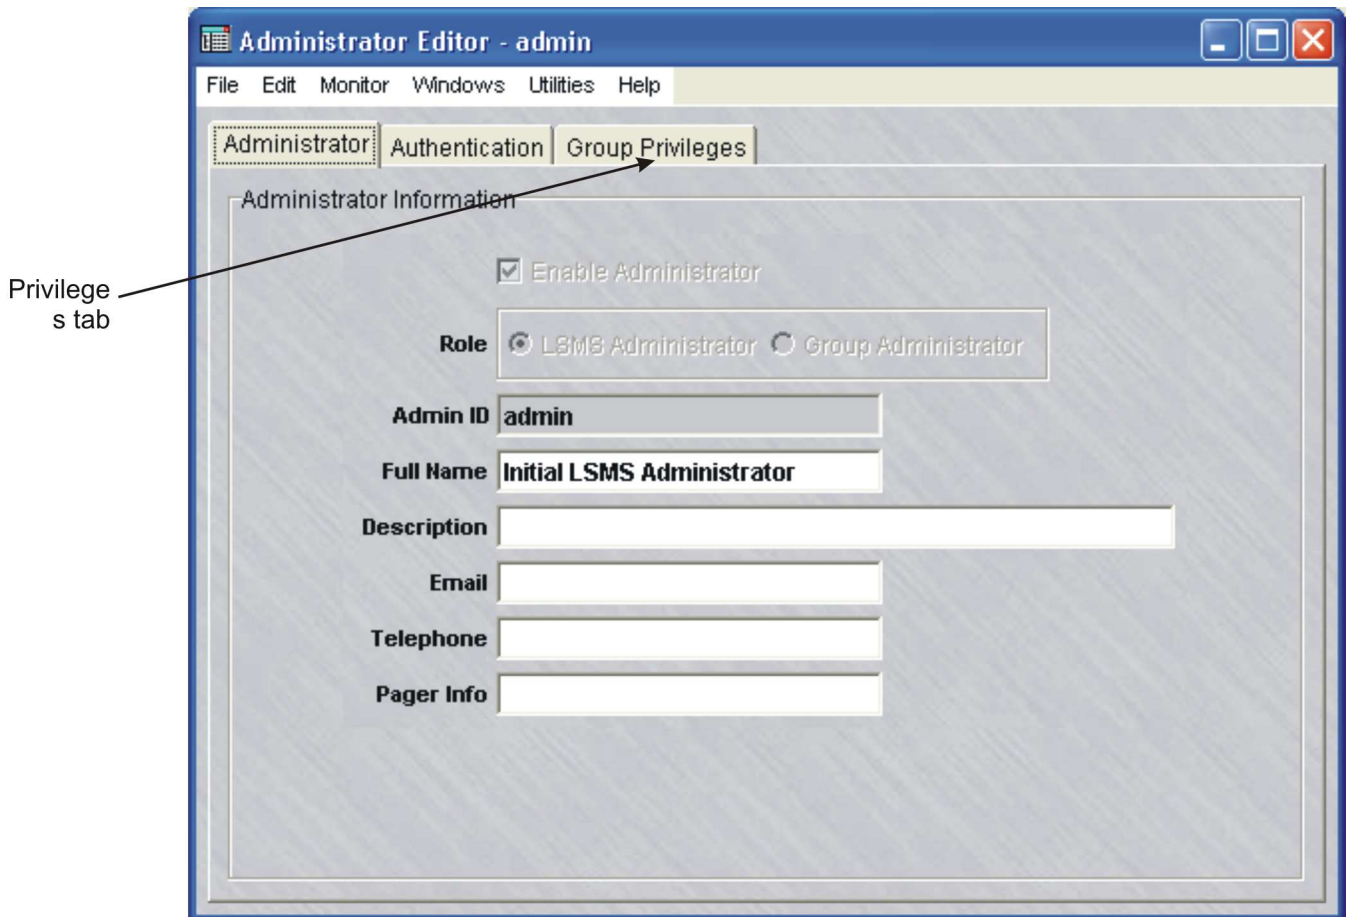 Administrator Editor - admin
File Edit Monitor Windows Utilities Help
Administrator Authentication Group Privileges
Administrator Information
Enable Administrator
Privilege
s tab
Role LSMS Administrator Group Administrator
Admin ID admin
Full Name Initial LSMS Administrator
Description
Email
Telephone
Pager Info